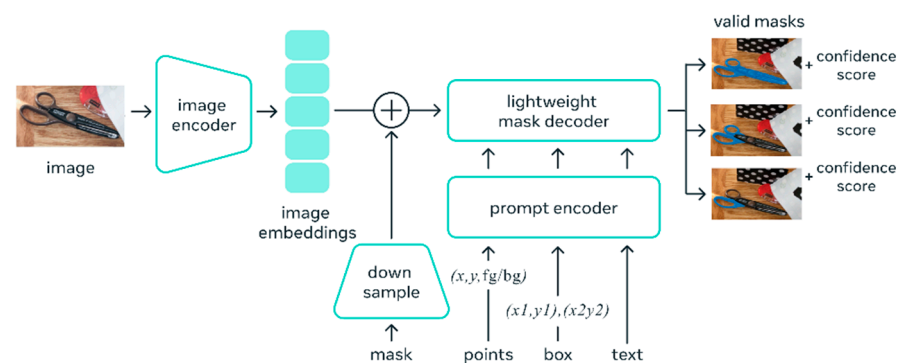 valid masks
+ confidence
score
image
encoder
lightweight
mask decoder
+ confidence
score
image
+ confidence
score
prompt encoder
image
embeddings
down
sample
(x,y,fg/bg)
(x1,y1),(x2y2)
mask
points
box
text